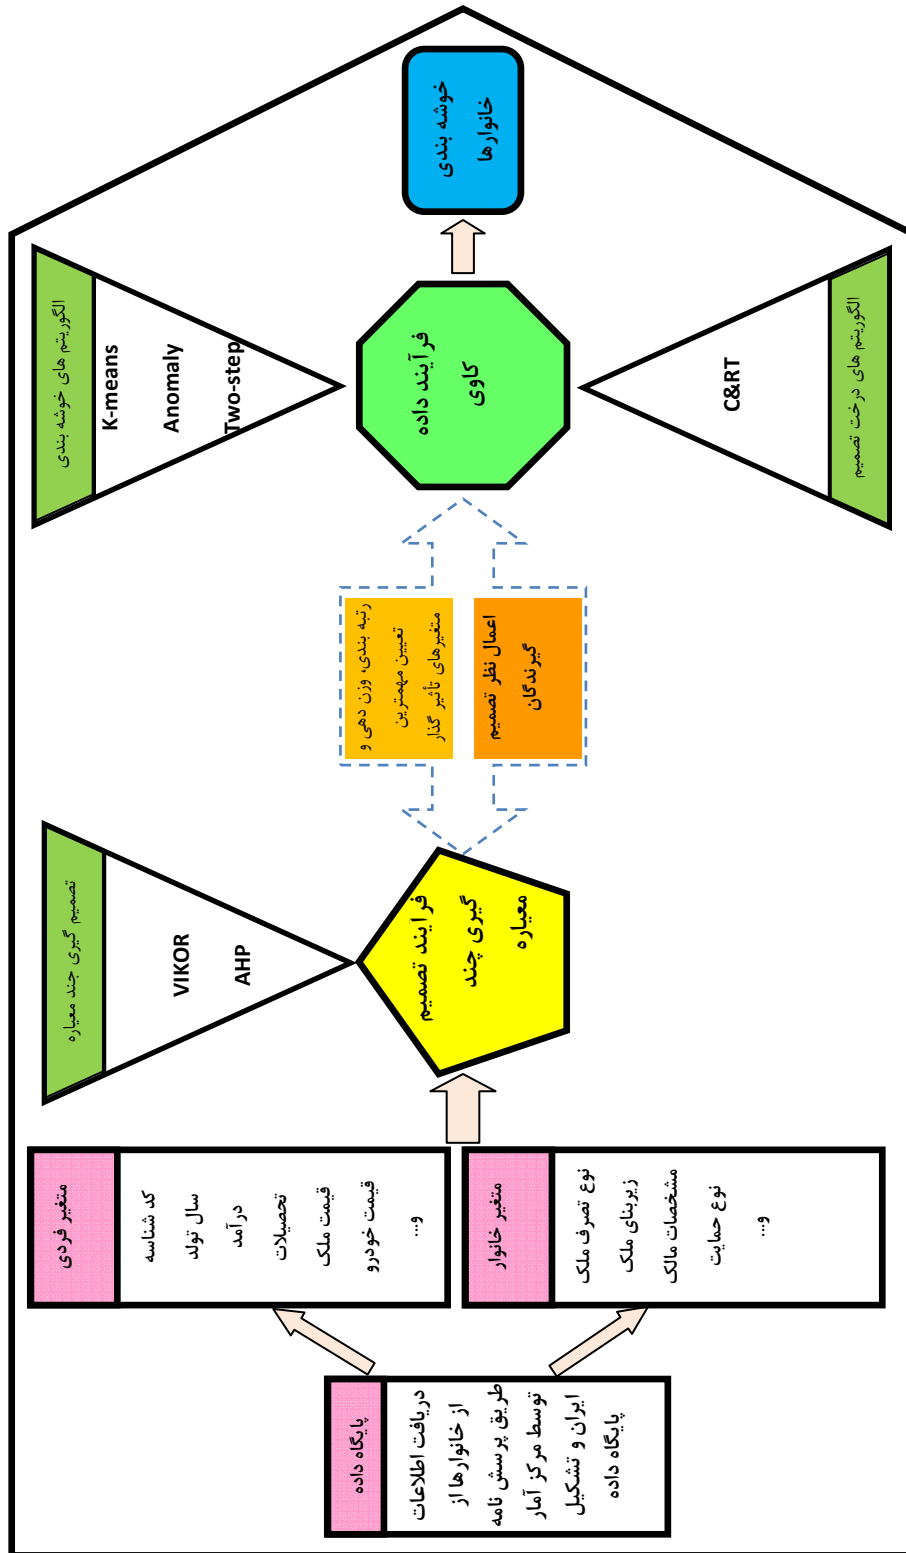 پایگاه داده
دریافت اطلاعات
از خانوارها از
طریق پرسش نامه
توسط مرکز آمار
ایران و تشکیل
پایگاه داده
متغیر فردی
کد شناسه
سال تولد
درآمد
تحصیلات
قیمت ملک
قیمت خودرو
و...
متغیر خانوار
نوع تصرف ملک
زیربنای ملک
مشخصات مالک
نوع حمایت
و...
تصمیم گیری چند معیاره
VIKOR
AHP
فرآیند تصمیم
گیری چند
معیاره
رتبه بندی، وزن دهی و
تعیین مهمترین
متغیرهای تأثیر گذار
اعمال نظر تصمیم
گیرندگان
الگوریتم های خوشه بندی
K-means
Anomaly
Two-step
فرآیند داده
کاوی
C&RT
الگوریتم های درخت تصمیم
خوشه بندی
خانوارها